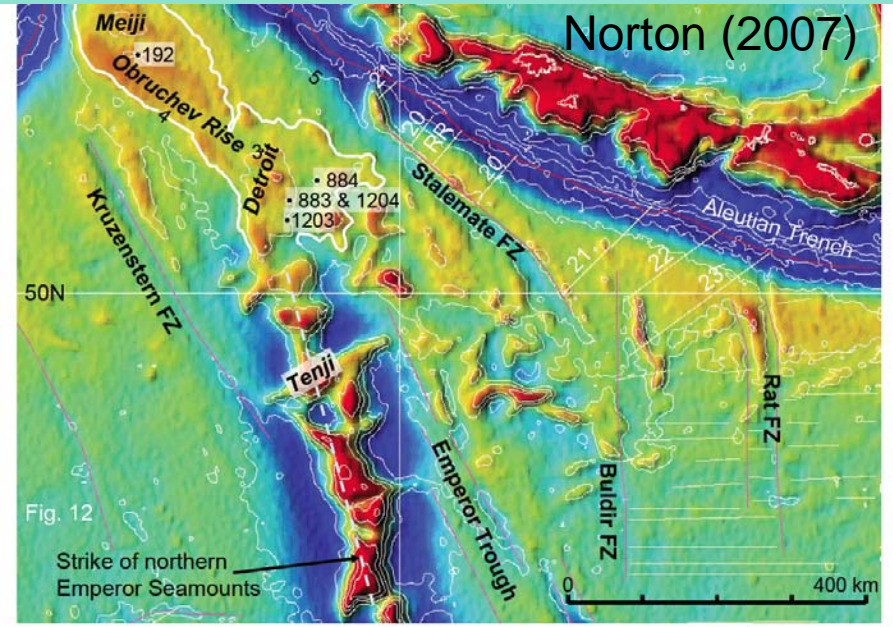 Norton (2007)
Meiji
•192
Obruchev Rise
5
4
3
Detroit
• 884
• 883 & 1204
•1203
21
20
RR
20
Stalemate FZ
Kruzenstern FZ
Aleutian Trench
21
22
23
50N
Tenji
Emperor Trough
Buldir FZ
Rat FZ
Fig. 12
Strike of northern
Emperor Seamounts
0
400 km